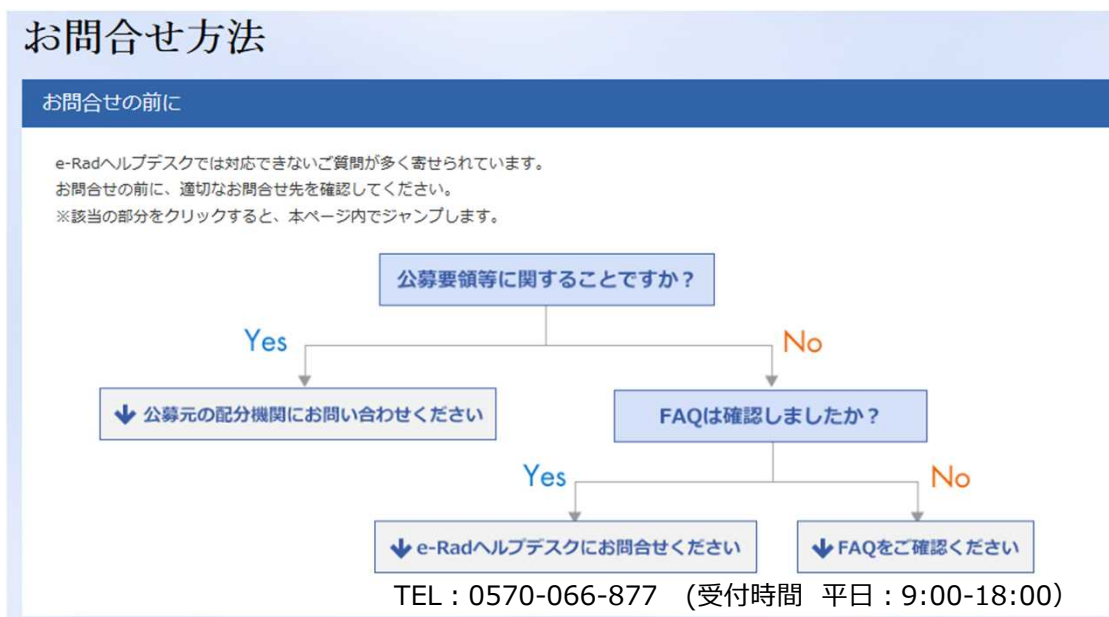 お問合せ方法
お問合せの前に
e-Radヘルプデスクでは対応できないご質問が多く寄せられています。
お問合せの前に、適切なお問合せ先を確認してください。
※該当の部分をクリックすると、本ページ内でジャンプします。
公募要領等に関することですか？
Yes
No
公募元の配分機関にお問い合わせください
FAQは確認しましたか？
Yes
No
e-Radヘルプデスクにお問合せください
FAQをご確認ください
TEL：0570-066-877 (受付時間 平日：9:00-18:00）